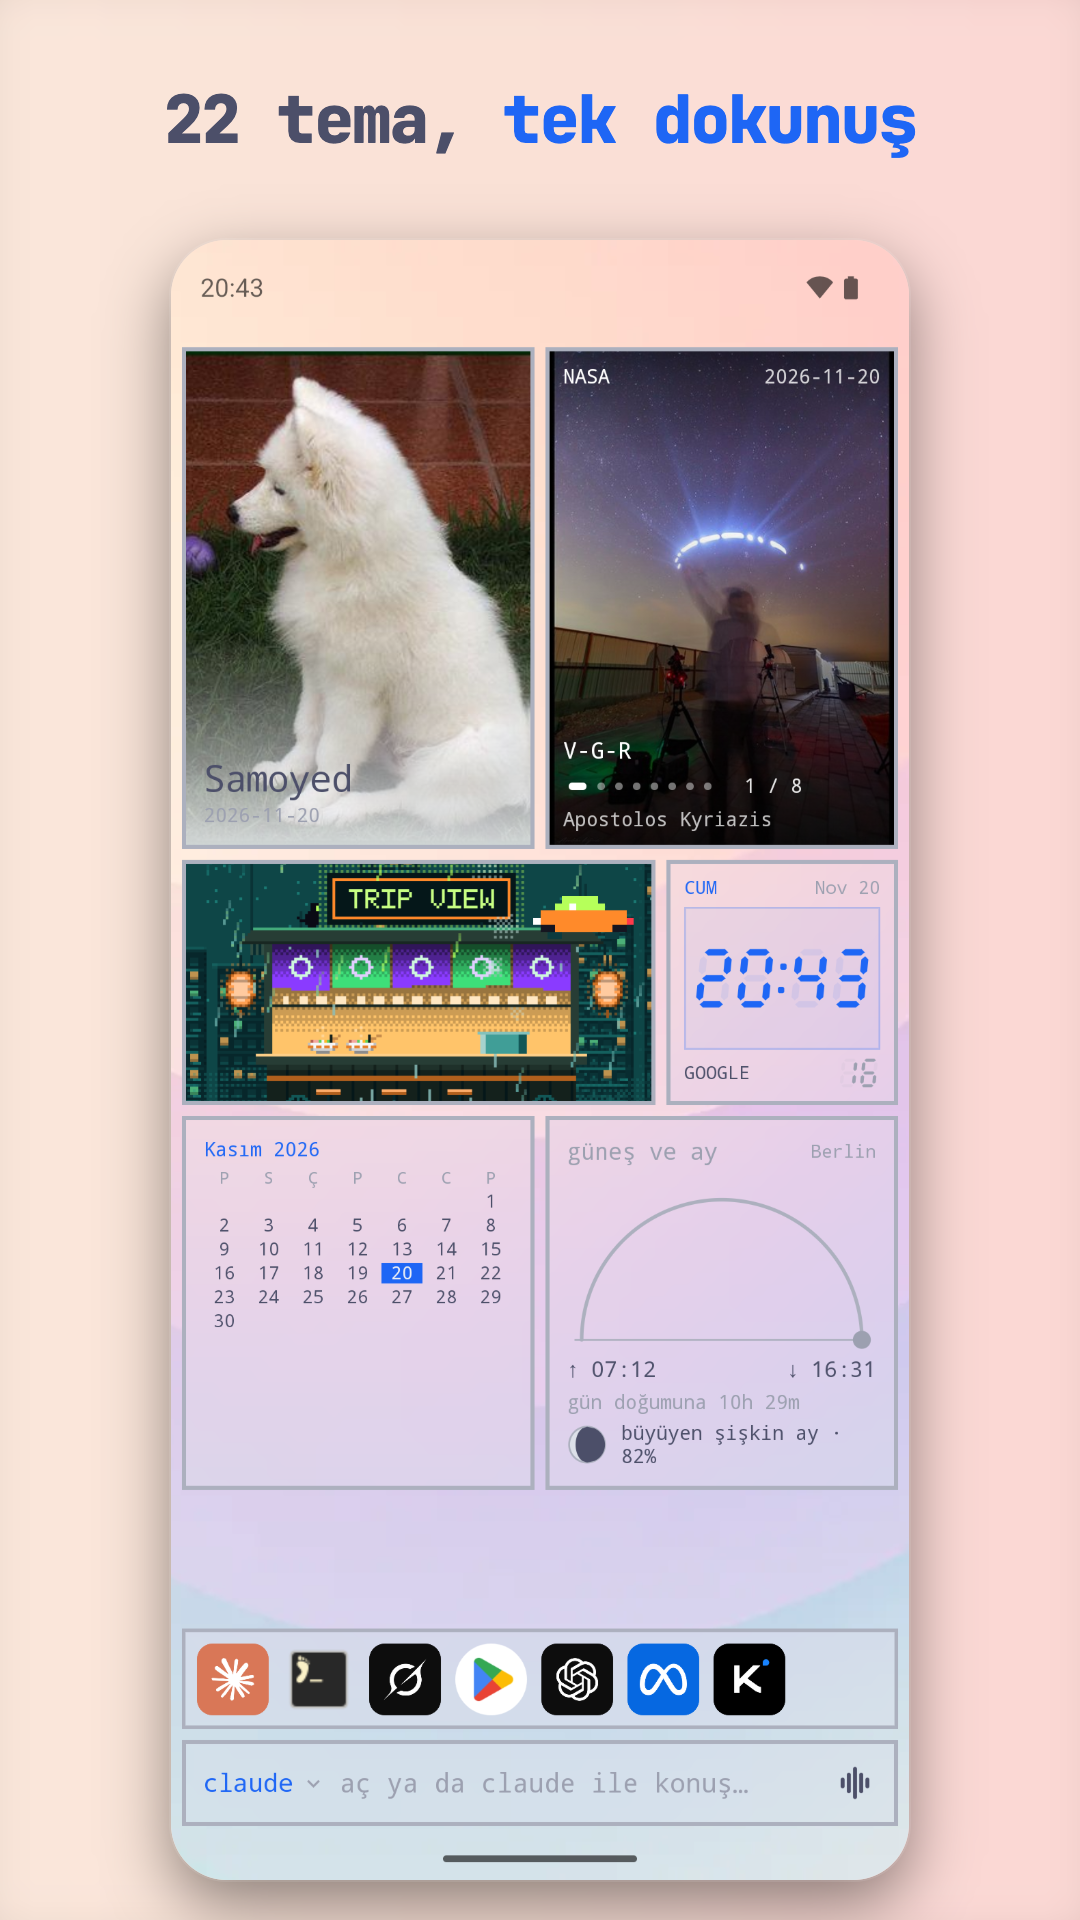 22 tema, tek dokunuş
20:43
Samoyed
2026-11-20
NASA 2026-11-20
V-G-R
1 / 8
Apostolos Kyriazis
TRIP VIEW
CUM Nov 20
20:43
GOOGLE 16
Kasım 2026
P S Ç P C C P
1
2 3 4 5 6 7 8
9 10 11 12 13 14 15
16 17 18 19 20 21 22
23 24 25 26 27 28 29
30
güneş ve ay Berlin
↑ 07:12 ↓ 16:31
gün doğumuna 10h 29m
büyüyen şişkin ay ·
82%
claude aç ya da claude ile konuş…